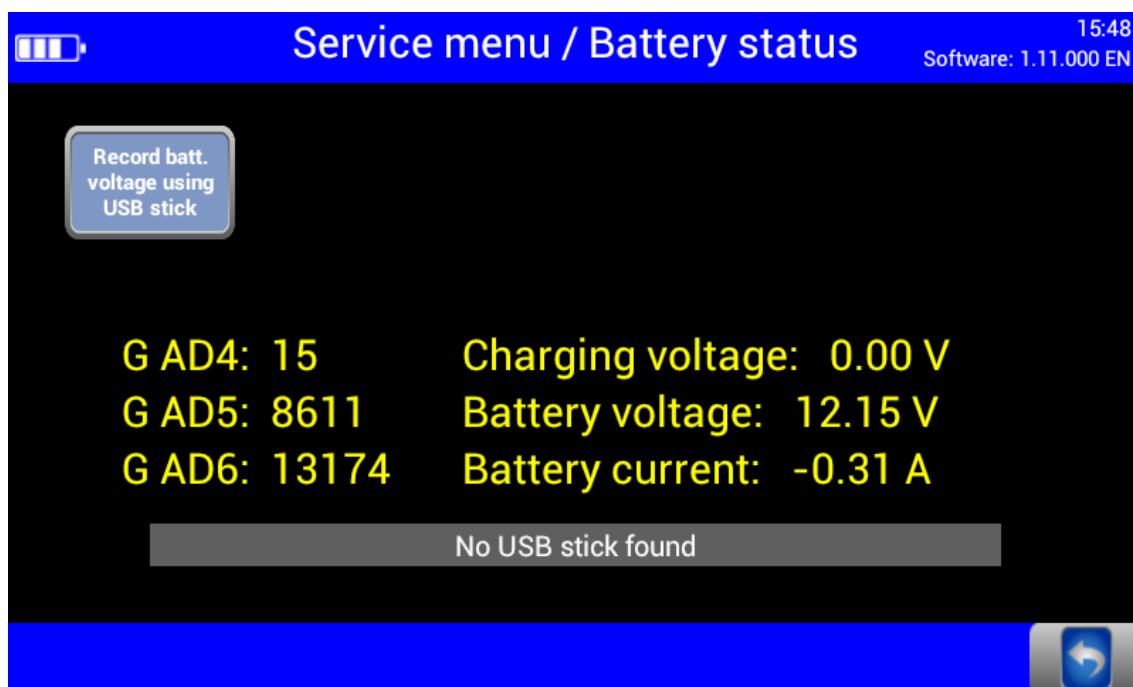 Service menu / Battery status
15:48
Software: 1.11.000 EN
Record batt.
voltage using
USB stick
G AD4: 15 Charging voltage: 0.00 V
G AD5: 8611 Battery voltage: 12.15 V
G AD6: 13174 Battery current: -0.31 A
No USB stick found